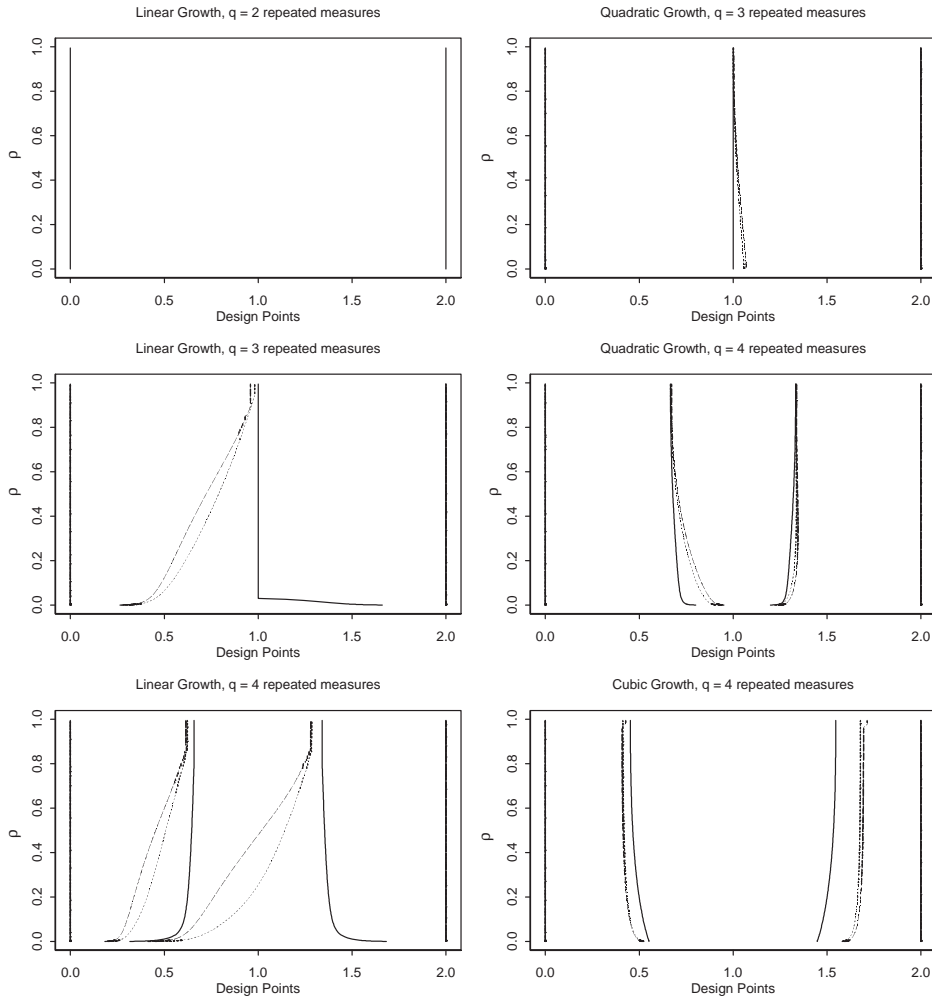 Linear Growth, q = 2 repeated measures
ρ
0.0 0.2 0.4 0.6 0.8 1.0
0.0 0.5 1.0 1.5 2.0
Design Points
Quadratic Growth, q = 3 repeated measures
ρ
0.0 0.2 0.4 0.6 0.8 1.0
0.0 0.5 1.0 1.5 2.0
Design Points
Linear Growth, q = 3 repeated measures
ρ
0.0 0.2 0.4 0.6 0.8 1.0
0.0 0.5 1.0 1.5 2.0
Design Points
Quadratic Growth, q = 4 repeated measures
ρ
0.0 0.2 0.4 0.6 0.8 1.0
0.0 0.5 1.0 1.5 2.0
Design Points
Linear Growth, q = 4 repeated measures
ρ
0.0 0.2 0.4 0.6 0.8 1.0
0.0 0.5 1.0 1.5 2.0
Design Points
Cubic Growth, q = 4 repeated measures
ρ
0.0 0.2 0.4 0.6 0.8 1.0
0.0 0.5 1.0 1.5 2.0
Design Points